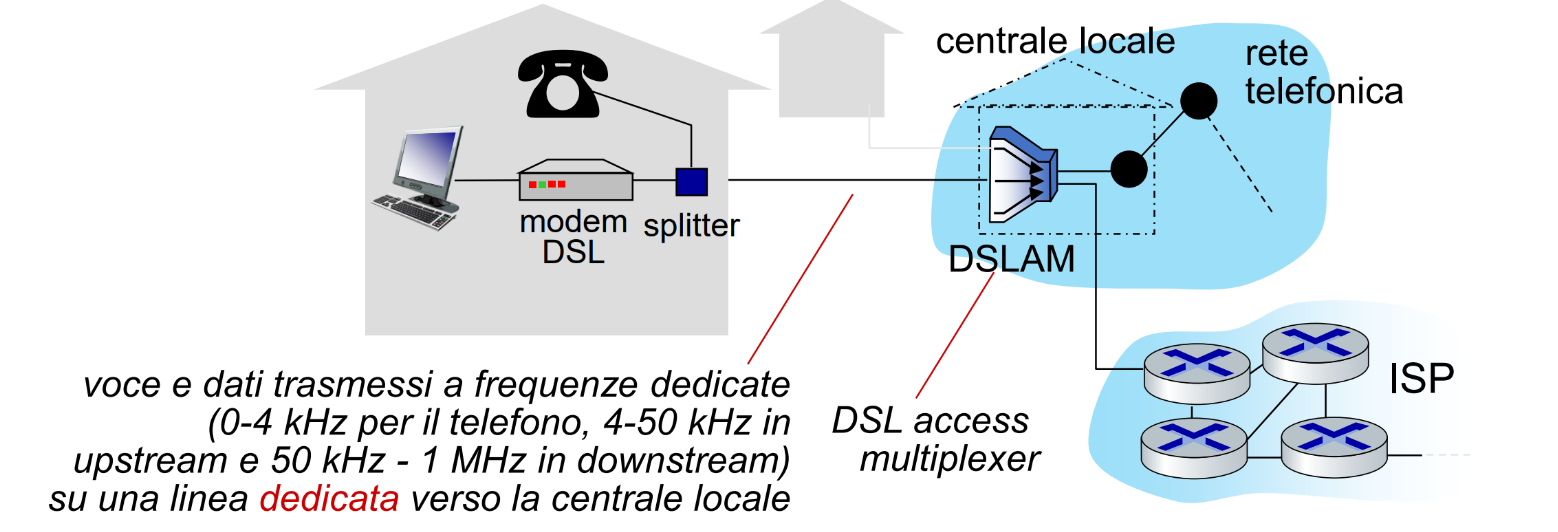 centrale locale
rete
telefonica
modem
DSL
splitter
DSLAM
voce e dati trasmessi a frequenze dedicate
(0-4 kHz per il telefono, 4-50 kHz in
upstream e 50 kHz - 1 MHz in downstream)
su una linea dedicata verso la centrale locale
DSL access
multiplexer
ISP